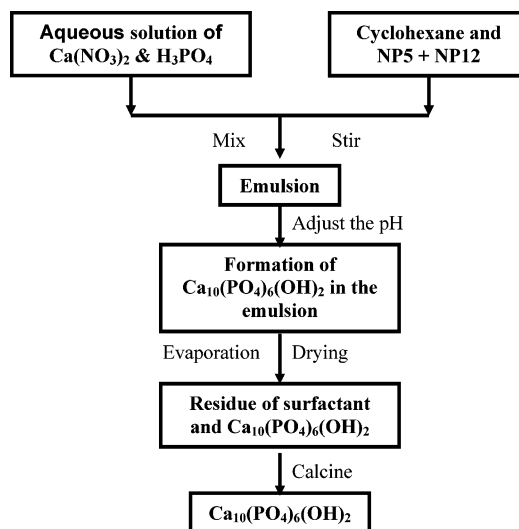 Aqueous solution of
Ca(NO₃)₂ & H₃PO₄
Cyclohexane and
NP5 + NP12
Mix
Stir
Emulsion
Adjust the pH
Formation of
Ca₁₀(PO₄)₆(OH)₂ in the
emulsion
Evaporation
Drying
Residue of surfactant
and Ca₁₀(PO₄)₆(OH)₂
Calcine
Ca₁₀(PO₄)₆(OH)₂